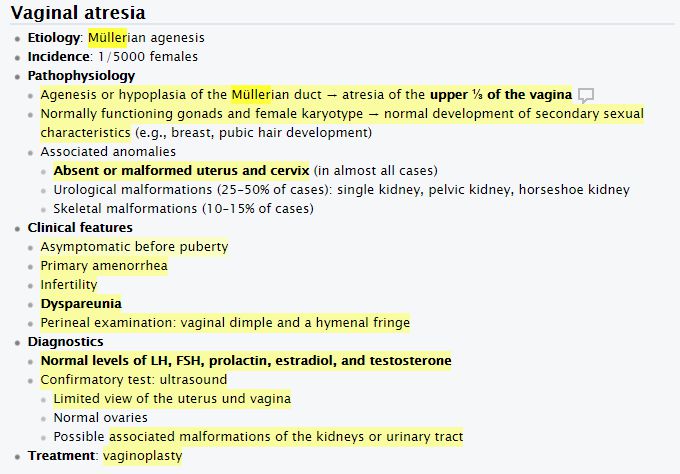 Vaginal atresia
Etiology: Müllerian agenesis
Incidence: 1/5000 females
Pathophysiology
Agenesis or hypoplasia of the Müllerian duct → atresia of the upper ⅓ of the vagina
Normally functioning gonads and female karyotype → normal development of secondary sexual
characteristics (e.g., breast, pubic hair development)
Associated anomalies
Absent or malformed uterus and cervix (in almost all cases)
Urological malformations (25–50% of cases): single kidney, pelvic kidney, horseshoe kidney
Skeletal malformations (10–15% of cases)
Clinical features
Asymptomatic before puberty
Primary amenorrhea
Infertility
Dyspareunia
Perineal examination: vaginal dimple and a hymenal fringe
Diagnostics
Normal levels of LH, FSH, prolactin, estradiol, and testosterone
Confirmatory test: ultrasound
Limited view of the uterus und vagina
Normal ovaries
Possible associated malformations of the kidneys or urinary tract
Treatment: vaginoplasty